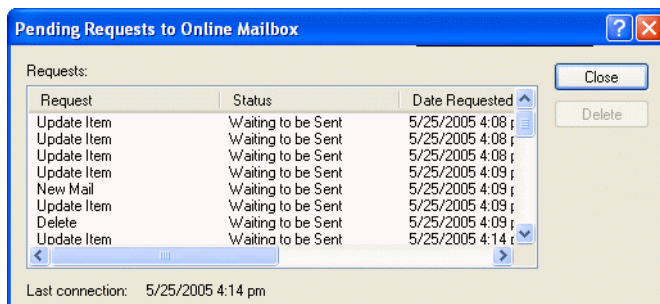 Pending Requests to Online Mailbox
Requests:
Close
Delete
Request Status Date Requested
Update Item Waiting to be Sent 5/25/2005 4:08 p
Update Item Waiting to be Sent 5/25/2005 4:08 p
Update Item Waiting to be Sent 5/25/2005 4:08 p
Update Item Waiting to be Sent 5/25/2005 4:09 p
New Mail Waiting to be Sent 5/25/2005 4:09 p
Update Item Waiting to be Sent 5/25/2005 4:09 p
Delete Waiting to be Sent 5/25/2005 4:09 p
Update Item Waiting to be Sent 5/25/2005 4:14 p
Last connection: 5/25/2005 4:14 pm